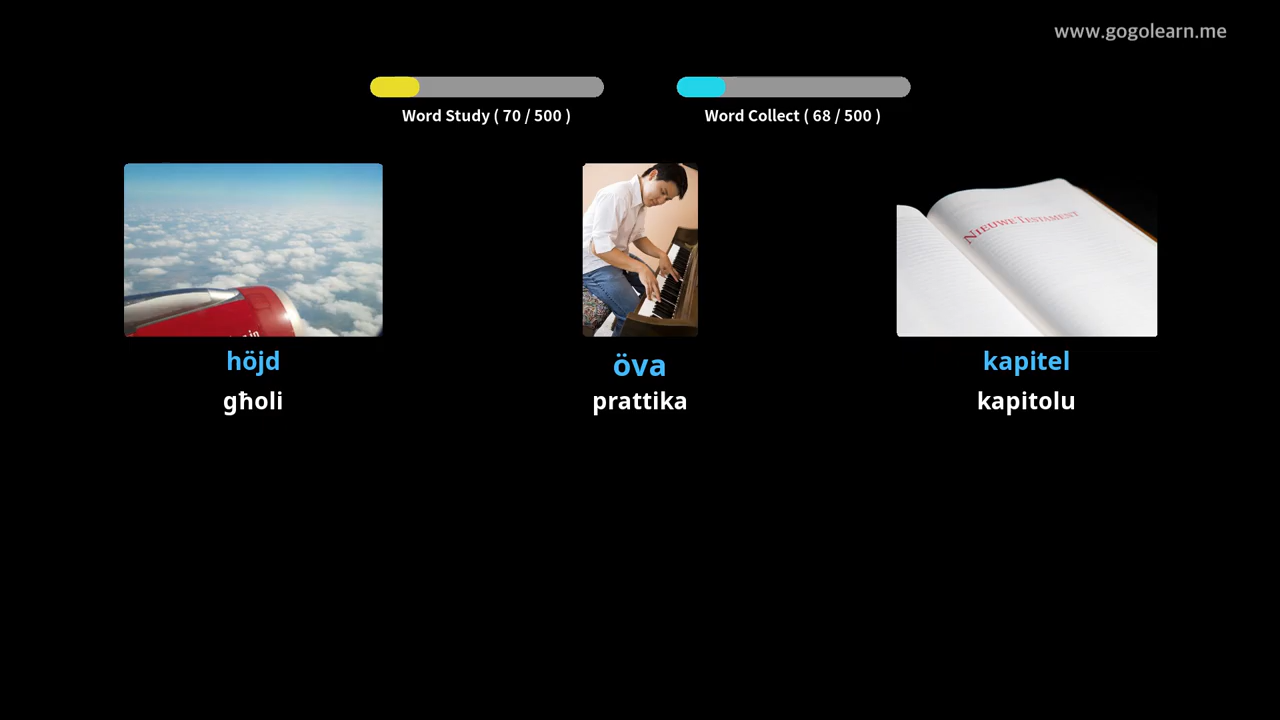 www.gogolearn.me
Word Study ( 70 / 500 )
Word Collect ( 68 / 500 )
NIEUWE TESTAMENT
höjd
öva
kapitel
għoli
prattika
kapitolu